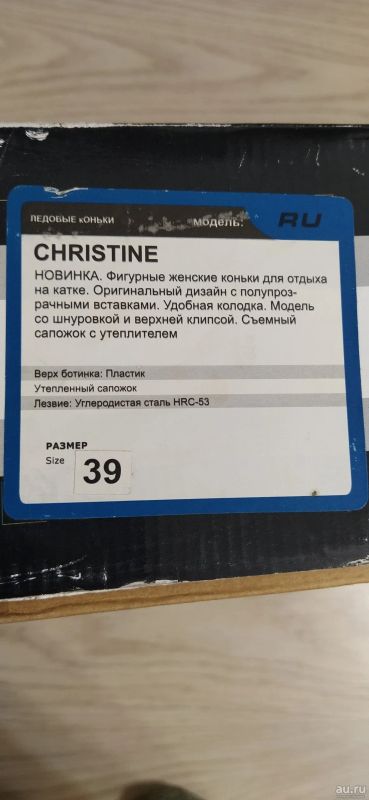 ЛЕДОВЫЕ КОНЬКИ
МОДЕЛЬ:
RU
CHRISTINE
НОВИНКА. Фигурные женские коньки для отдыха
на катке. Оригинальный дизайн с полупроз-
рачными вставками. Удобная колодка. Модель
со шнуровкой и верхней клипсой. Съемный
сапожок с утеплителем
Верх ботинка: Пластик
Утепленный сапожок
Лезвие: Углеродистая сталь HRC-53
РАЗМЕР
Size
39
au.ru